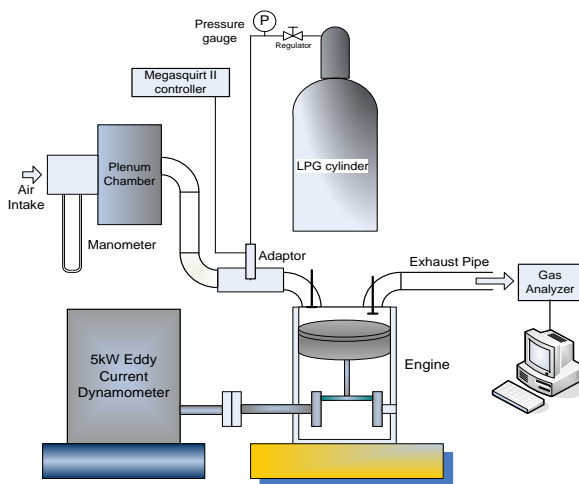 Pressure
gauge
P
Regulator
Megasquirt II
controller
LPG cylinder
Plenum
Chamber
Air
Intake
Manometer
Adaptor
Exhaust Pipe
Gas
Analyzer
5kW Eddy
Current
Dynamometer
Engine